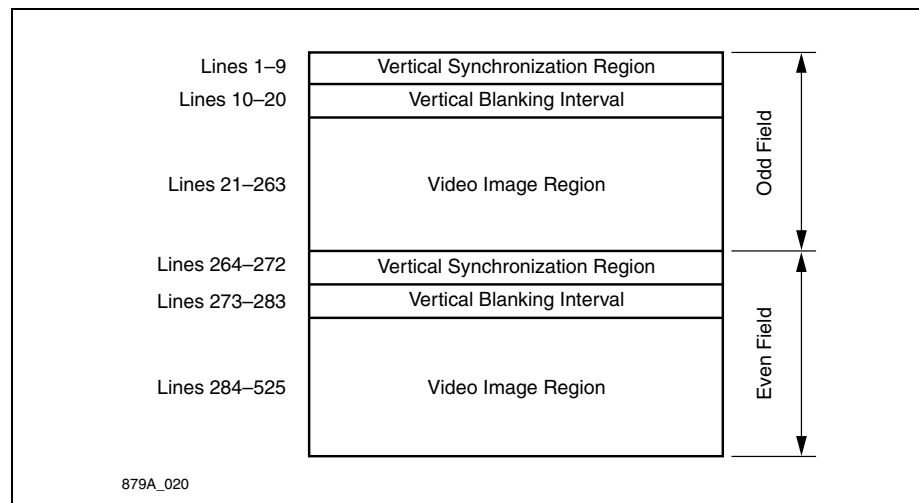 Lines 1–9 Vertical Synchronization Region
Lines 10–20 Vertical Blanking Interval
Lines 21–263 Video Image Region
Odd Field
Lines 264–272 Vertical Synchronization Region
Lines 273–283 Vertical Blanking Interval
Lines 284–525 Video Image Region
Even Field
879A_020